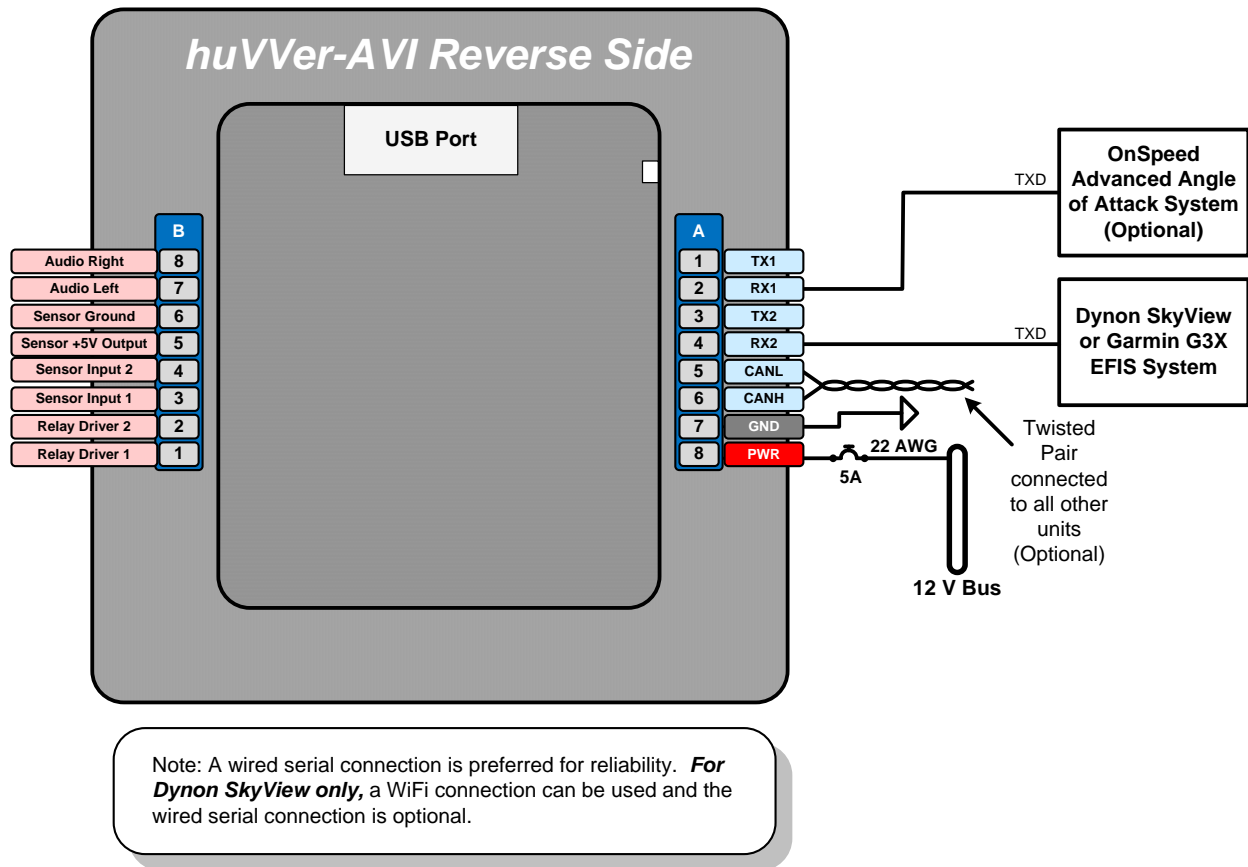 huVVer-AVI Reverse Side
USB Port
OnSpeed
Advanced Angle
of Attack System
(Optional)
TXD
B
A
Audio Right 8
Audio Left 7
Sensor Ground 6
Sensor +5V Output 5
Sensor Input 2 4
Sensor Input 1 3
Relay Driver 2 2
Relay Driver 1 1
1 TX1
2 RX1
3 TX2
4 RX2
5 CANL
6 CANH
7 GND
8 PWR
TXD
Dynon SkyView
or Garmin G3X
EFIS System
22 AWG
5A
12 V Bus
Twisted
Pair
connected
to all other
units
(Optional)
Note: A wired serial connection is preferred for reliability. For
Dynon SkyView only, a WiFi connection can be used and the
wired serial connection is optional.